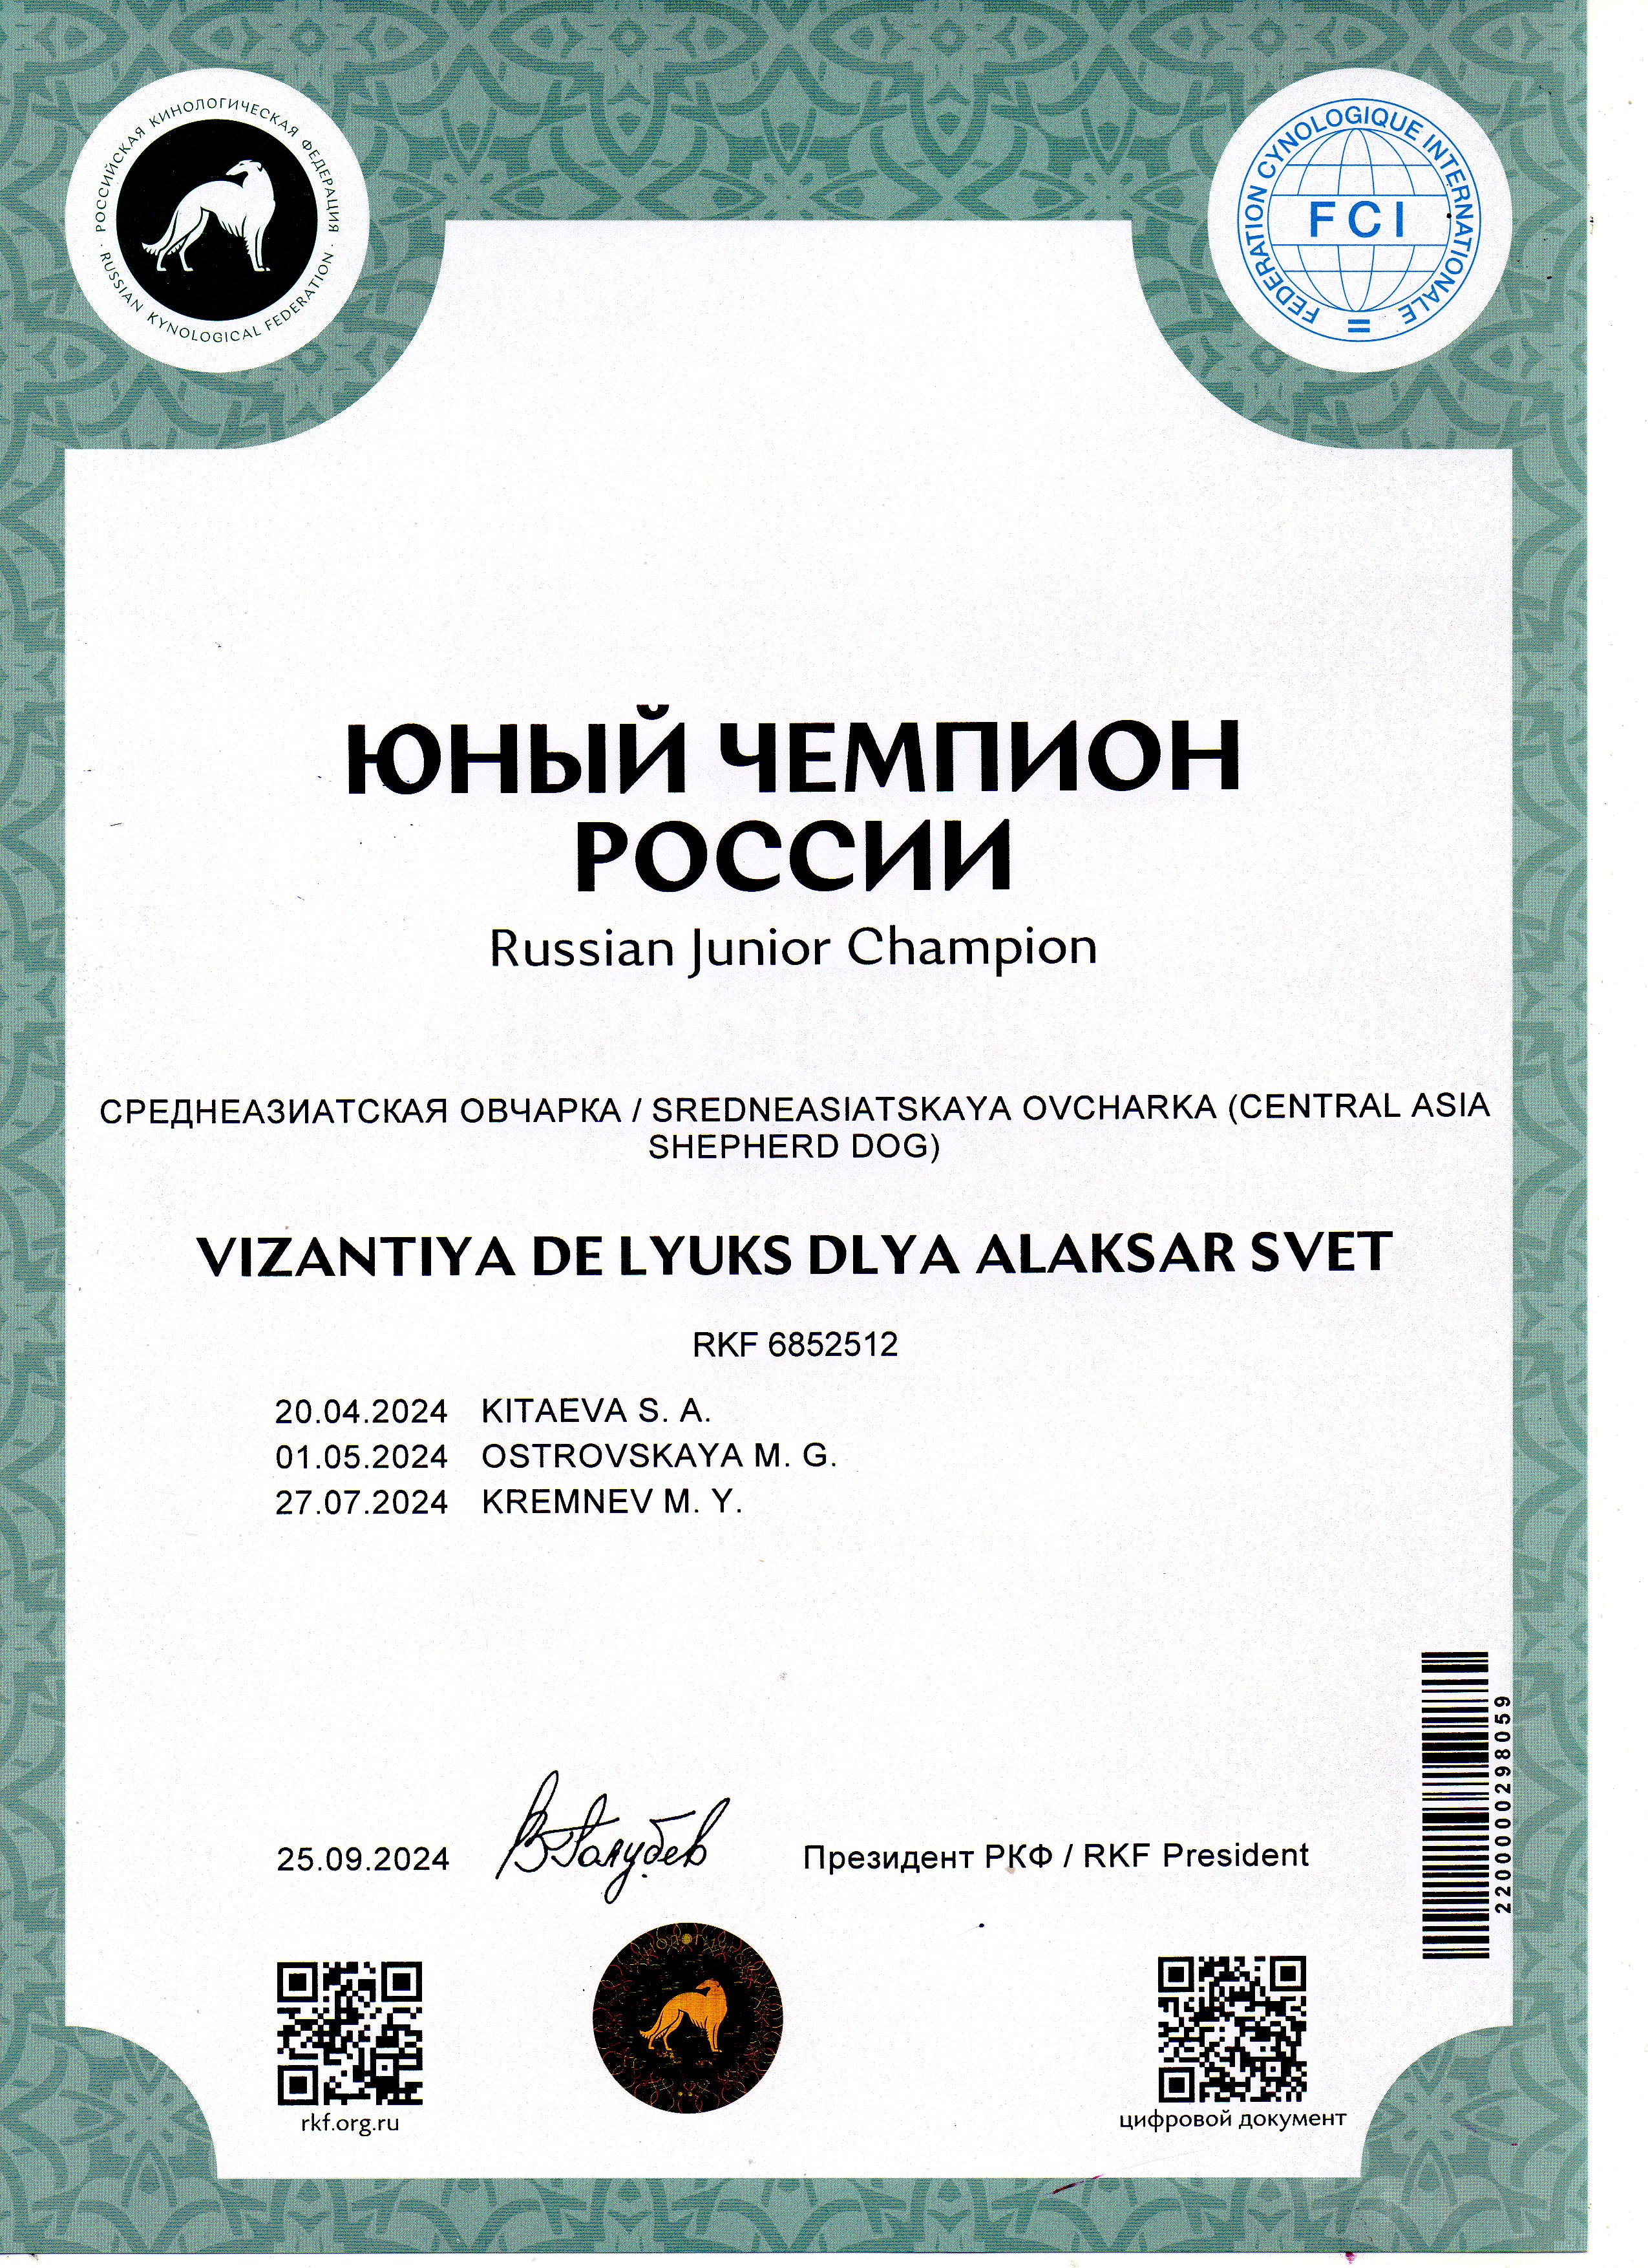 РОССИЙСКАЯ КИНОЛОГИЧЕСКАЯ ФЕДЕРАЦИЯ
· RUSSIAN KYNOLOGICAL FEDERATION ·
FEDERATION CYNOLOGIQUE INTERNATIONALE
FCI
ЮНЫЙ ЧЕМПИОН
РОССИИ
Russian Junior Champion
СРЕДНЕАЗИАТСКАЯ ОВЧАРКА / SREDNEASIATSKAYA OVCHARKA (CENTRAL ASIA
SHEPHERD DOG)
VIZANTIYA DE LYUKS DLYA ALAKSAR SVET
RKF 6852512
20.04.2024 KITAEVA S. A.
01.05.2024 OSTROVSKAYA M. G.
27.07.2024 KREMNEV M. Y.
2200000298059
25.09.2024 ВГолубев Президент РКФ / RKF President
rkf.org.ru
цифровой документ